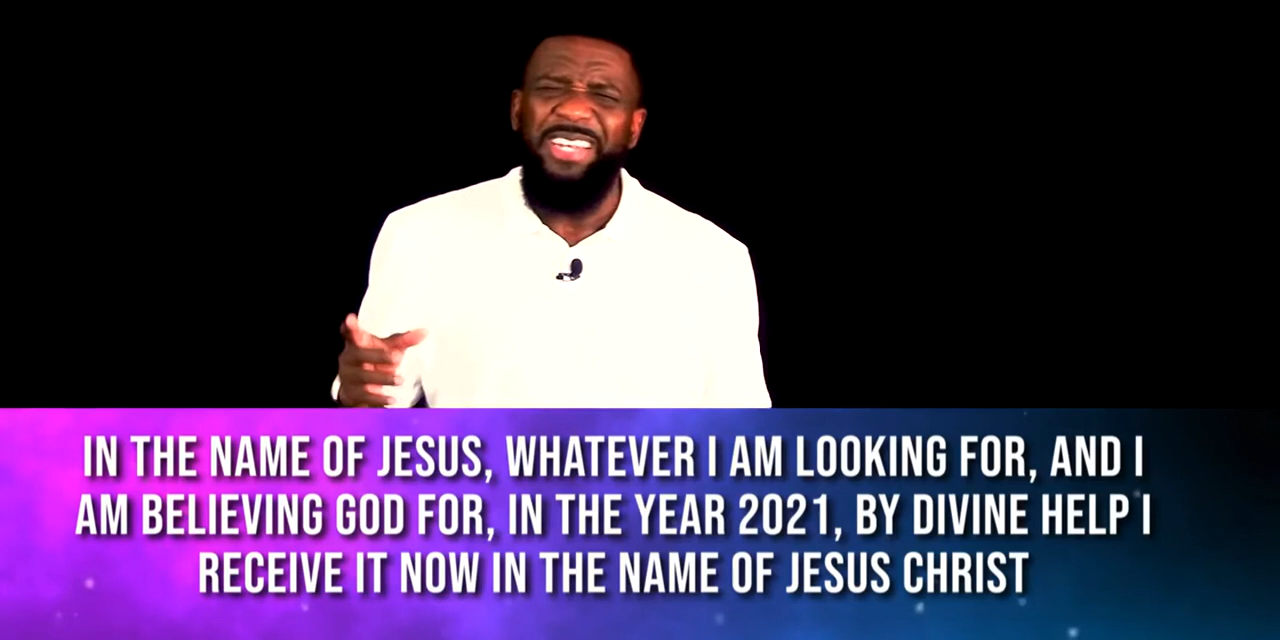 IN THE NAME OF JESUS, WHATEVER I AM LOOKING FOR, AND I
AM BELIEVING GOD FOR, IN THE YEAR 2021, BY DIVINE HELP I
RECEIVE IT NOW IN THE NAME OF JESUS CHRIST